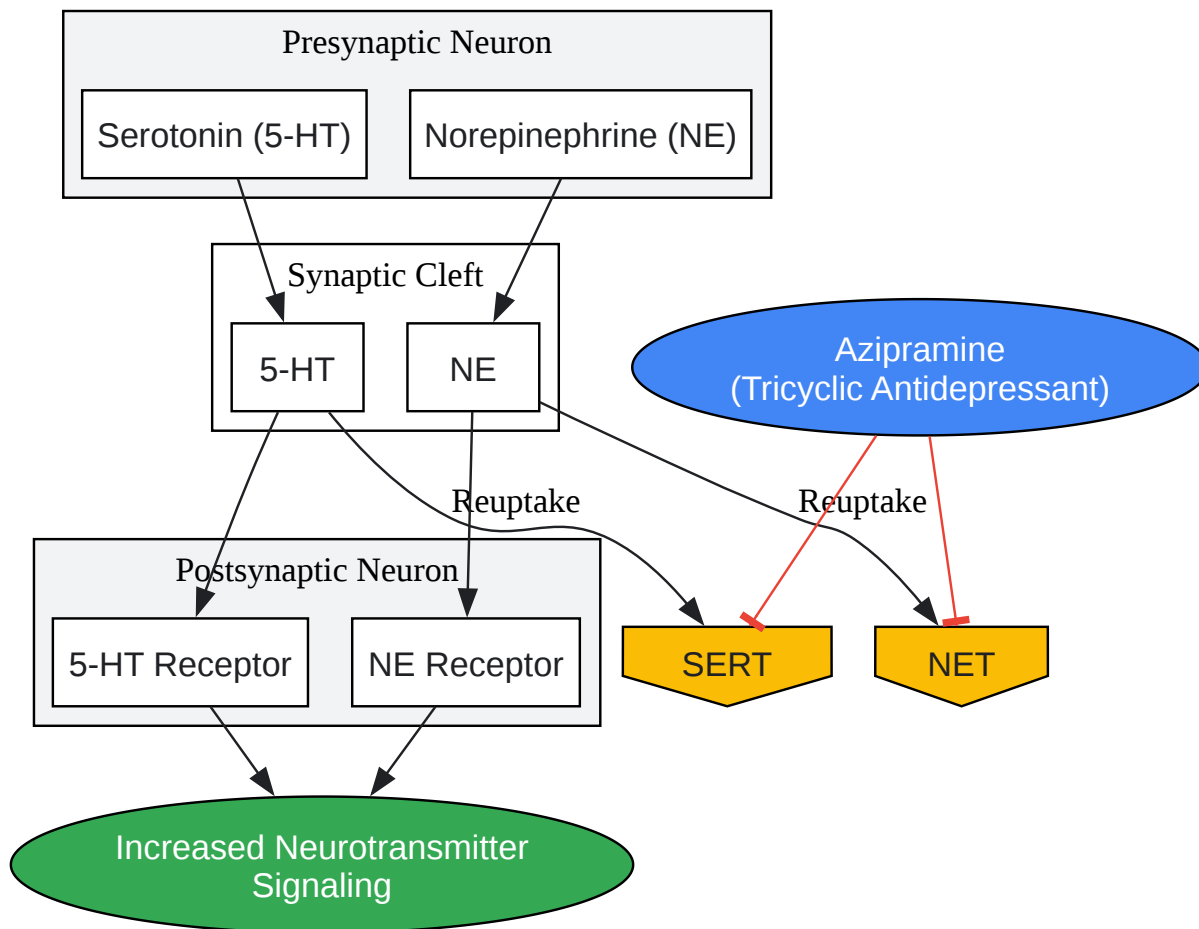 Presynaptic Neuron
Serotonin (5-HT)
Norepinephrine (NE)
Synaptic Cleft
5-HT
NE
Azipramine
(Tricyclic Antidepressant)
Reuptake
Reuptake
Postsynaptic Neuron
5-HT Receptor
NE Receptor
SERT
NET
Increased Neurotransmitter
Signaling